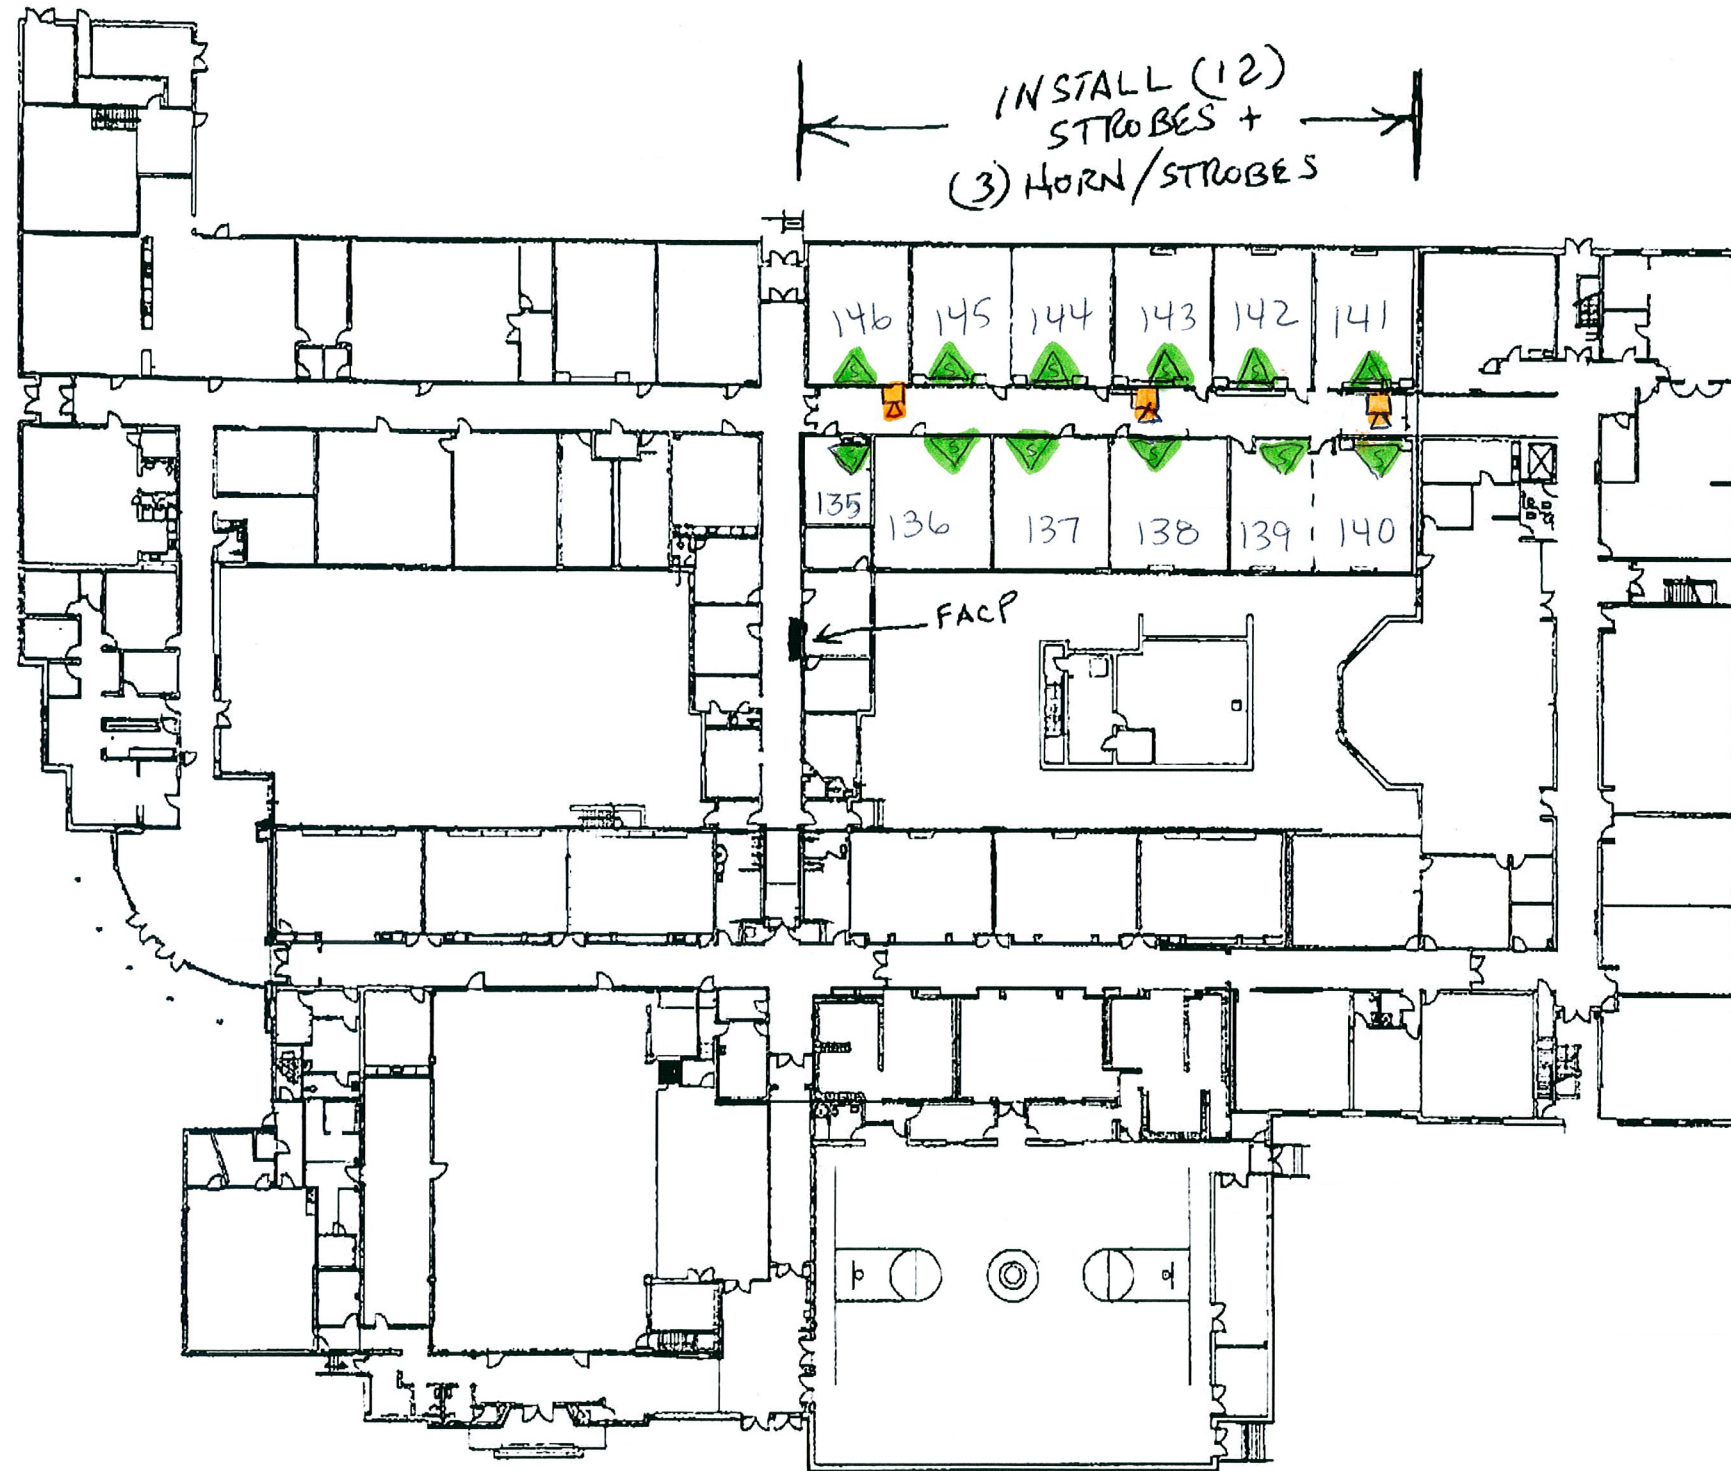 INSTALL (12)
STROBES +
(3) HORN/STROBES
146 145 144 143 142 141
S S S S S S
S S S S S S
135 136 137 138 139 140
FACP